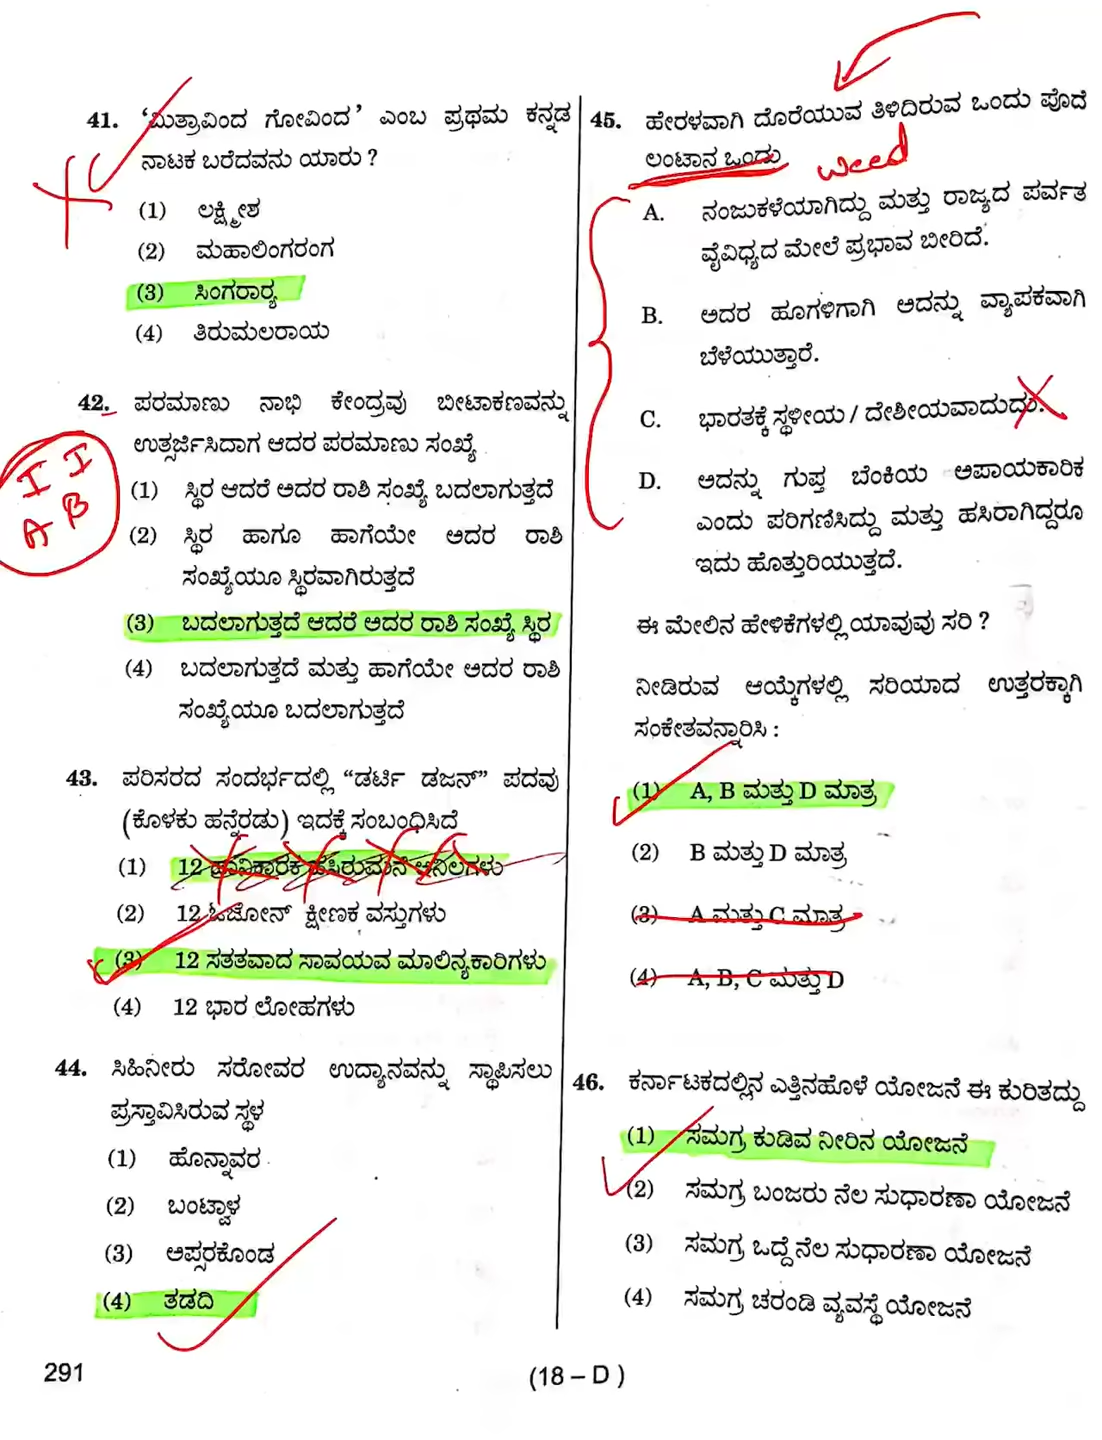 41. ‘ಮಿತ್ರಾವಿಂದ ಗೋವಿಂದ’ ಎಂಬ ಪ್ರಥಮ ಕನ್ನಡ
ನಾಟಕ ಬರೆದವನು ಯಾರು ?
(1) ಲಕ್ಷ್ಮೀಶ
(2) ಮಹಾಲಿಂಗರಂಗ
(3) ಸಿಂಗರಾರ್ಯ
(4) ತಿರುಮಲರಾಯ
42. ಪರಮಾಣು ನಾಭಿ ಕೇಂದ್ರವು ಬೀಟಾಕಣವನ್ನು
ಉತ್ಸರ್ಜಿಸಿದಾಗ ಆದರ ಪರಮಾಣು ಸಂಖ್ಯೆ
I I
A B
(1) ಸ್ಥಿರ ಆದರೆ ಅದರ ರಾಶಿ ಸಂಖ್ಯೆ ಬದಲಾಗುತ್ತದೆ
(2) ಸ್ಥಿರ ಹಾಗೂ ಹಾಗೆಯೇ ಅದರ ರಾಶಿ
ಸಂಖ್ಯೆಯೂ ಸ್ಥಿರವಾಗಿರುತ್ತದೆ
(3) ಬದಲಾಗುತ್ತದೆ ಆದರೆ ಅದರ ರಾಶಿ ಸಂಖ್ಯೆ ಸ್ಥಿರ
(4) ಬದಲಾಗುತ್ತದೆ ಮತ್ತು ಹಾಗೆಯೇ ಅದರ ರಾಶಿ
ಸಂಖ್ಯೆಯೂ ಬದಲಾಗುತ್ತದೆ
43. ಪರಿಸರದ ಸಂದರ್ಭದಲ್ಲಿ “ಡರ್ಟಿ ಡಜನ್” ಪದವು
(ಕೊಳಕು ಹನ್ನೆರಡು) ಇದಕ್ಕೆ ಸಂಬಂಧಿಸಿದೆ
(1) 12 ಹಾನಿಕಾರಕ ಹಸಿರುಮನೆ ಅನಿಲಗಳು
(2) 12 ಓಜೋನ್ ಕ್ಷೀಣಕ ವಸ್ತುಗಳು
(3) 12 ಸತತವಾದ ಸಾವಯವ ಮಾಲಿನ್ಯಕಾರಿಗಳು
(4) 12 ಭಾರ ಲೋಹಗಳು
44. ಸಿಹಿನೀರು ಸರೋವರ ಉದ್ಯಾನವನ್ನು ಸ್ಥಾಪಿಸಲು
ಪ್ರಸ್ತಾವಿಸಿರುವ ಸ್ಥಳ
(1) ಹೊನ್ನಾವರ
(2) ಬಂಟ್ವಾಳ
(3) ಅಪ್ಸರಕೊಂಡ
(4) ತಡದಿ
45. ಹೇರಳವಾಗಿ ದೊರೆಯುವ ತಿಳಿದಿರುವ ಒಂದು ಪೊದೆ
ಲಂಟಾನ ಒಂದು
weed
A. ನಂಜುಕಳೆಯಾಗಿದ್ದು ಮತ್ತು ರಾಜ್ಯದ ಪರ್ವತ
ವೈವಿಧ್ಯದ ಮೇಲೆ ಪ್ರಭಾವ ಬೀರಿದೆ.
B. ಅದರ ಹೂಗಳಿಗಾಗಿ ಅದನ್ನು ವ್ಯಾಪಕವಾಗಿ
ಬೆಳೆಯುತ್ತಾರೆ.
C. ಭಾರತಕ್ಕೆ ಸ್ಥಳೀಯ / ದೇಶೀಯವಾದುದು.
D. ಅದನ್ನು ಗುಪ್ತ ಬೆಂಕಿಯ ಅಪಾಯಕಾರಿಕ
ಎಂದು ಪರಿಗಣಿಸಿದ್ದು ಮತ್ತು ಹಸಿರಾಗಿದ್ದರೂ
ಇದು ಹೊತ್ತುರಿಯುತ್ತದೆ.
ಈ ಮೇಲಿನ ಹೇಳಿಕೆಗಳಲ್ಲಿ ಯಾವುವು ಸರಿ ?
ನೀಡಿರುವ ಆಯ್ಕೆಗಳಲ್ಲಿ ಸರಿಯಾದ ಉತ್ತರಕ್ಕಾಗಿ
ಸಂಕೇತವನ್ನಾರಿಸಿ :
(1) A, B ಮತ್ತು D ಮಾತ್ರ
(2) B ಮತ್ತು D ಮಾತ್ರ
(3) A ಮತ್ತು C ಮಾತ್ರ
(4) A, B, C ಮತ್ತು D
46. ಕರ್ನಾಟಕದಲ್ಲಿನ ಎತ್ತಿನಹೊಳೆ ಯೋಜನೆ ಈ ಕುರಿತದ್ದು
(1) ಸಮಗ್ರ ಕುಡಿವ ನೀರಿನ ಯೋಜನೆ
(2) ಸಮಗ್ರ ಬಂಜರು ನೆಲ ಸುಧಾರಣಾ ಯೋಜನೆ
(3) ಸಮಗ್ರ ಒದ್ದೆ ನೆಲ ಸುಧಾರಣಾ ಯೋಜನೆ
(4) ಸಮಗ್ರ ಚರಂಡಿ ವ್ಯವಸ್ಥೆ ಯೋಜನೆ
291
(18 – D )